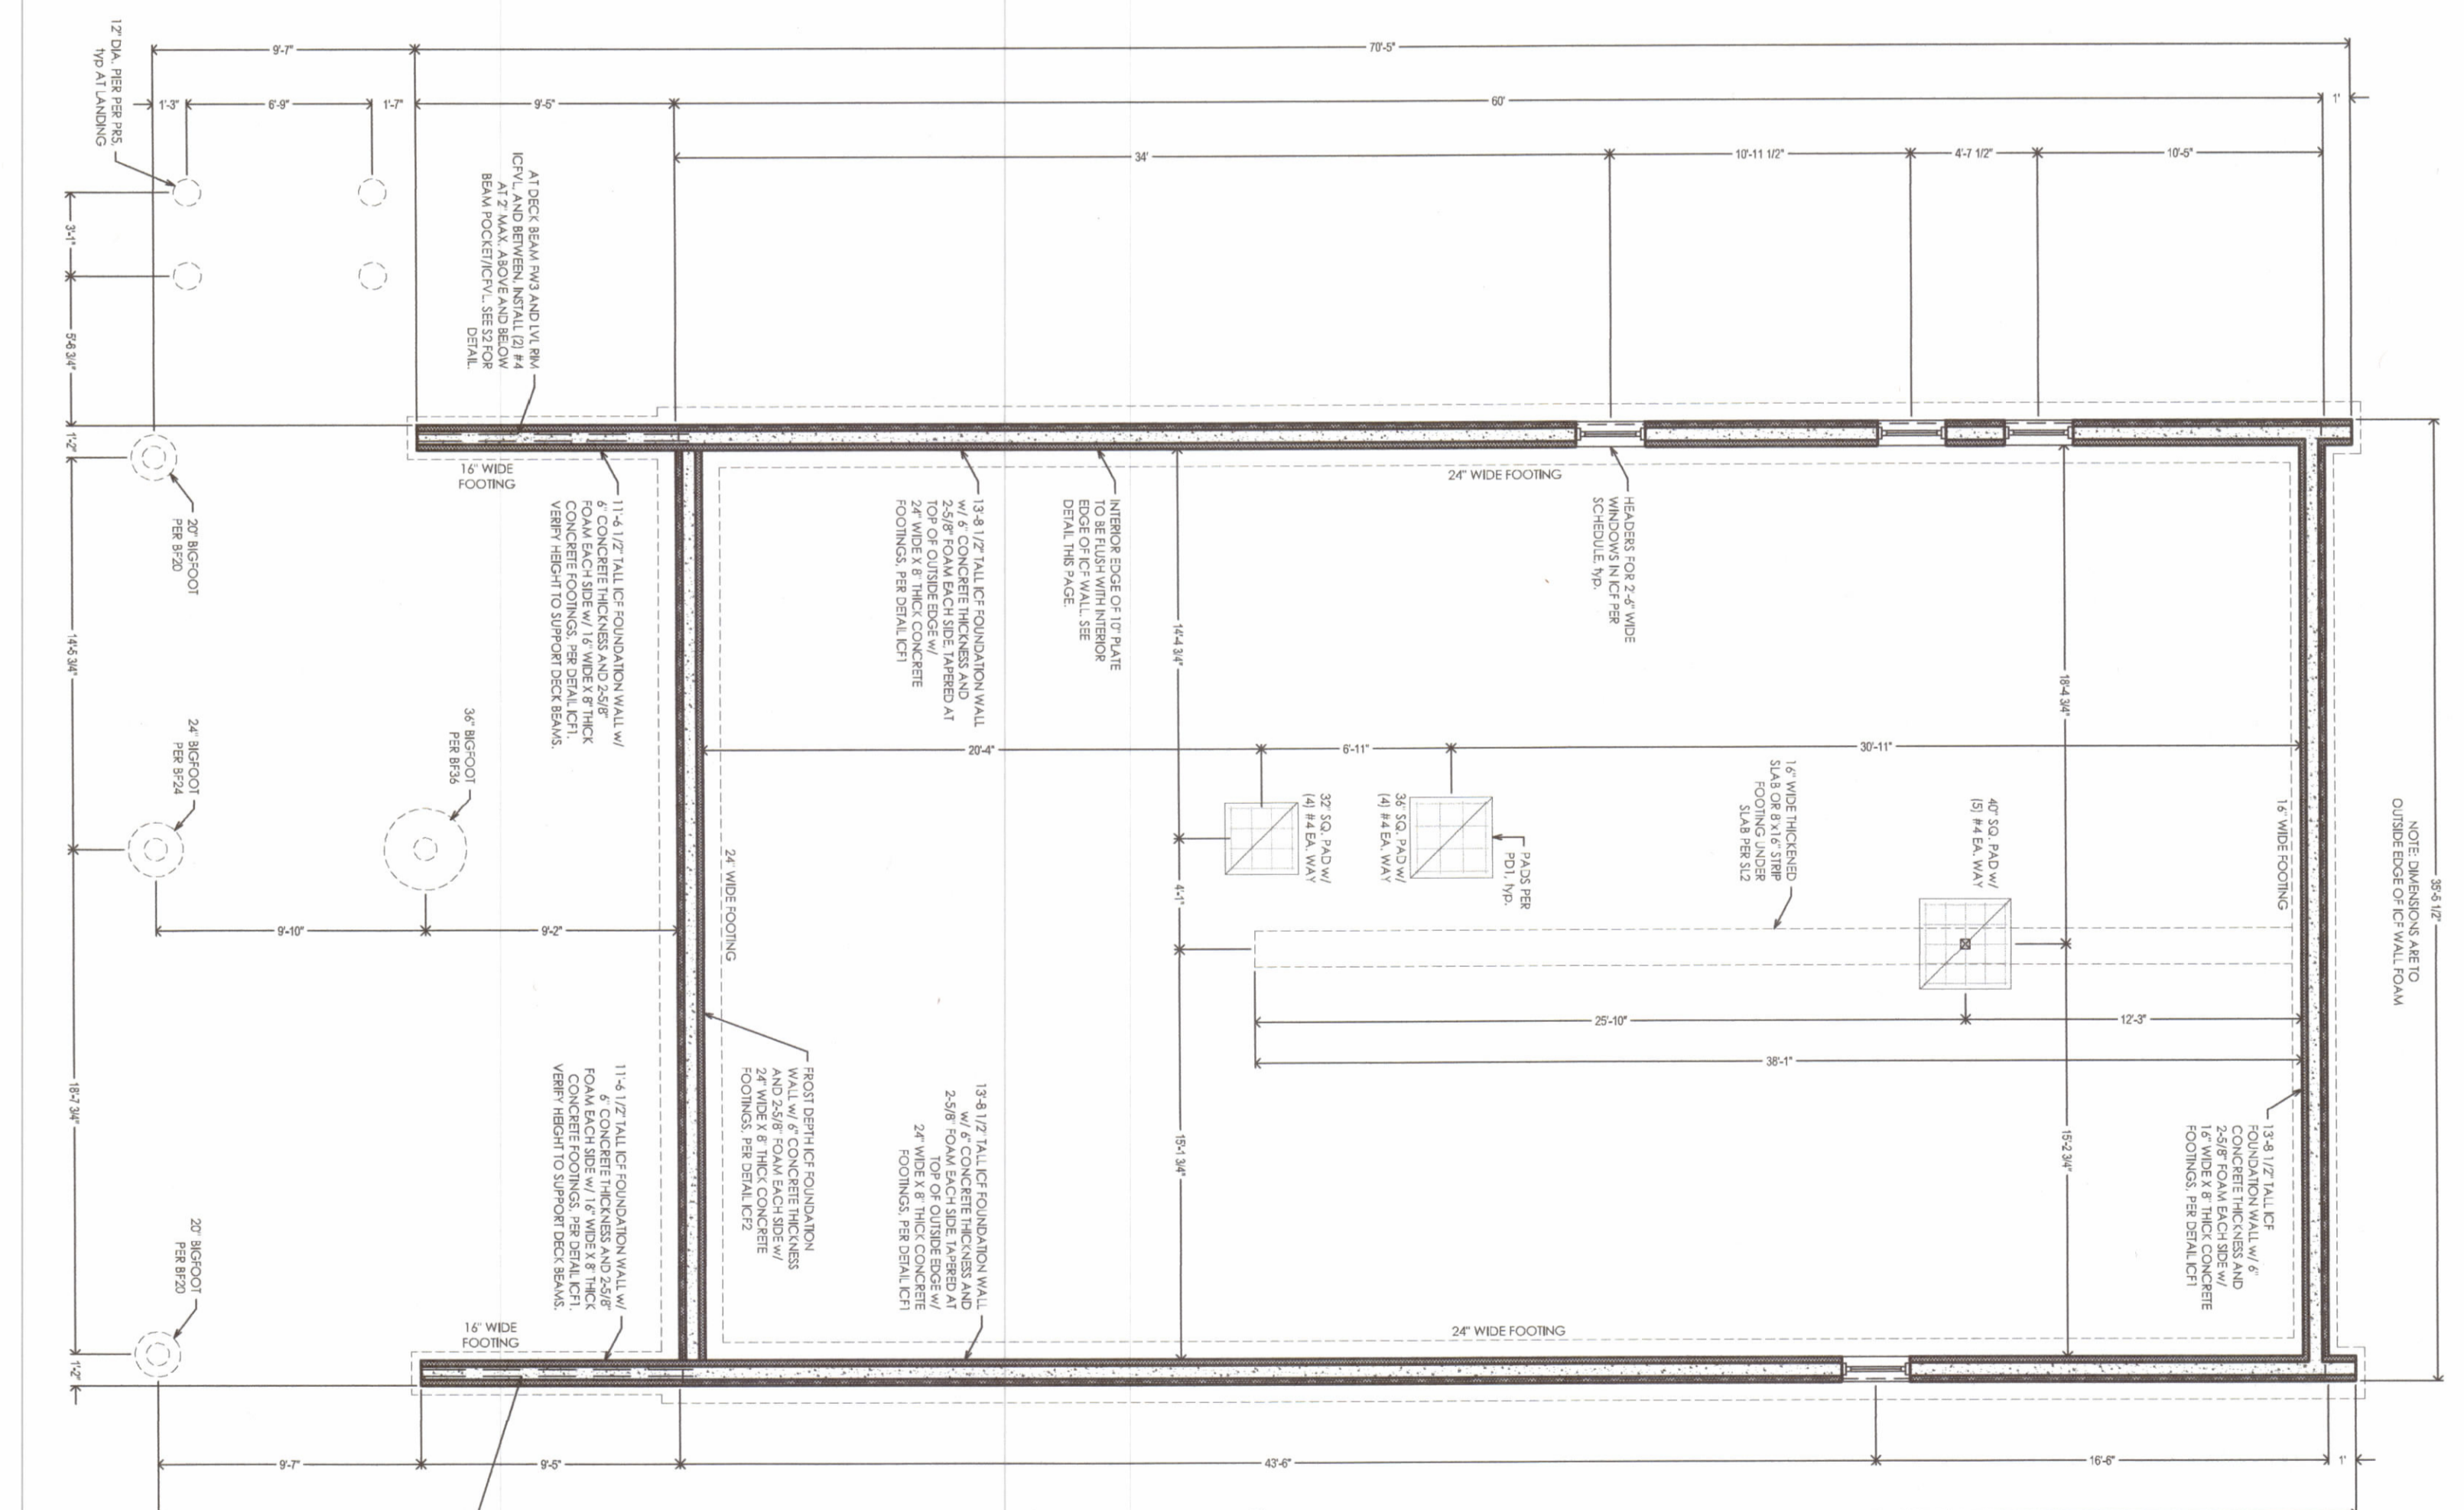 9'-7"
70'-5"
1'-3"
6'-9"
1'-7"
9'-5"
60'
1'
34'
10'-11 1/2"
4'-7 1/2"
10'-5"
12" DIA. PIER PER PR5,
typ AT LANDING
3'-1"
5'-6 3/4"
1'-2"
14'-5 3/4"
18'-7 3/4"
1'-2"
AT DECK BEAM FW3 AND LVL RIM
ICFVL, AND BETWEEN, INSTALL (2) #4
AT 2" MAX. ABOVE AND BELOW
BEAM POCKET/ICFVL. SEE S2 FOR
DETAIL.
16" WIDE
FOOTING
24" WIDE FOOTING
20" BIGFOOT
PER BF20
11'-6 1/2" TALL ICF FOUNDATION WALL w/
6" CONCRETE THICKNESS AND 2-5/8"
FOAM EACH SIDE w/ 16" WIDE X 8" THICK
CONCRETE FOOTINGS, PER DETAIL ICF1.
VERIFY HEIGHT TO SUPPORT DECK BEAMS.
13'-8 1/2" TALL ICF FOUNDATION WALL
w/ 6" CONCRETE THICKNESS AND
2-5/8" FOAM EACH SIDE, TAPERED AT
TOP OF OUTSIDE EDGE w/
24" WIDE X 8" THICK CONCRETE
FOOTINGS, PER DETAIL ICF1
INTERIOR EDGE OF 10" PLATE
TO BE FLUSH WITH INTERIOR
EDGE OF ICF WALL. SEE
DETAIL THIS PAGE.
HEADERS FOR 2'-6" WIDE
WINDOWS IN ICF PER
SCHEDULE, typ.
14'-4 3/4"
18'-4 3/4"
35'-6 1/2"
NOTE: DIMENSIONS ARE TO
OUTSIDE EDGE OF ICF WALL FOAM
24" BIGFOOT
PER BF24
36" BIGFOOT
PER BF36
20'-4"
6'-11"
30'-11"
32" SQ. PAD w/
(4) #4 EA. WAY
36" SQ. PAD w/
(4) #4 EA. WAY
PADS PER
PD1, typ.
16" WIDE THICKENED
SLAB OR 8"x16" STRIP
FOOTING UNDER
SLAB PER SL2
40" SQ. PAD w/
(5) #4 EA. WAY
16" WIDE FOOTING
4'-1"
24" WIDE FOOTING
9'-10"
9'-2"
25'-10"
12'-3"
38'-1"
15'-1 3/4"
15'-2 3/4"
FROST DEPTH ICF FOUNDATION
WALL w/ 6" CONCRETE THICKNESS
AND 2-5/8" FOAM EACH SIDE w/
24" WIDE X 8" THICK CONCRETE
FOOTINGS, PER DETAIL ICF2
11'-6 1/2" TALL ICF FOUNDATION WALL w/
6" CONCRETE THICKNESS AND 2-5/8"
FOAM EACH SIDE w/ 16" WIDE X 8" THICK
CONCRETE FOOTINGS, PER DETAIL ICF1.
VERIFY HEIGHT TO SUPPORT DECK BEAMS.
13'-8 1/2" TALL ICF FOUNDATION WALL
w/ 6" CONCRETE THICKNESS AND
2-5/8" FOAM EACH SIDE, TAPERED AT
TOP OF OUTSIDE EDGE w/
24" WIDE X 8" THICK CONCRETE
FOOTINGS, PER DETAIL ICF1
13'-8 1/2" TALL ICF
FOUNDATION WALL w/ 6"
CONCRETE THICKNESS AND
2-5/8" FOAM EACH SIDE w/
16" WIDE X 8" THICK CONCRETE
FOOTINGS, PER DETAIL ICF1
20" BIGFOOT
PER BF20
16" WIDE
FOOTING
24" WIDE FOOTING
9'-7"
9'-5"
43'-6"
16'-6"
1'